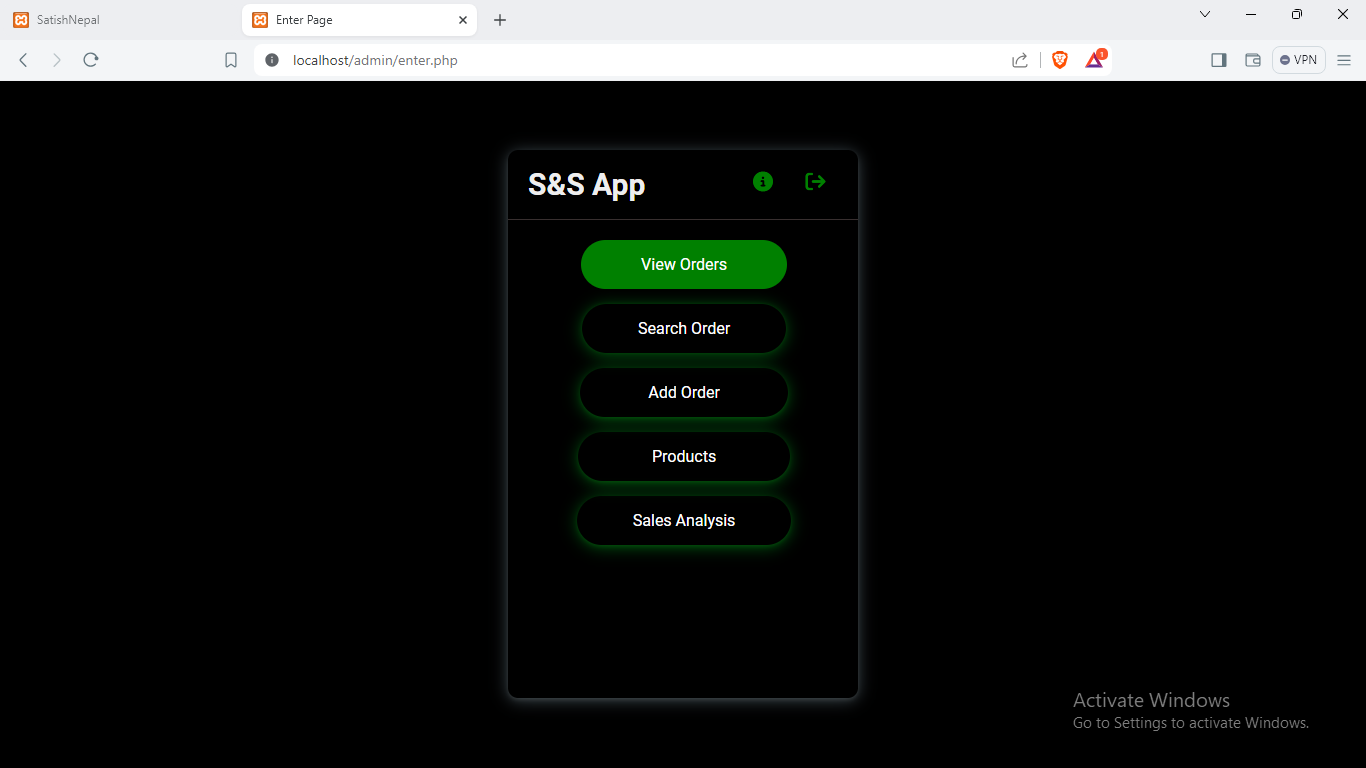 SatishNepal
Enter Page
localhost/admin/enter.php
1
VPN
S&S App
View Orders
Search Order
Add Order
Products
Sales Analysis
Activate Windows
Go to Settings to activate Windows.